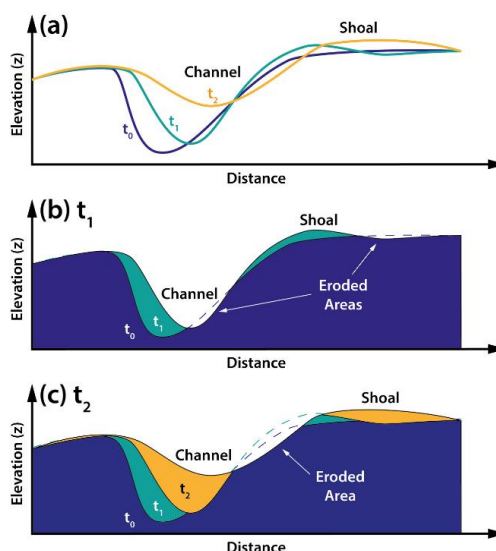 (a)
Shoal
Channel
Elevation (z)
t2
t1
t0
Distance
(b) t1
Shoal
Elevation (z)
Channel
Eroded
Areas
t0
t1
Distance
(c) t2
Shoal
Elevation (z)
Channel
Eroded
Area
t2
t1
t0
Distance